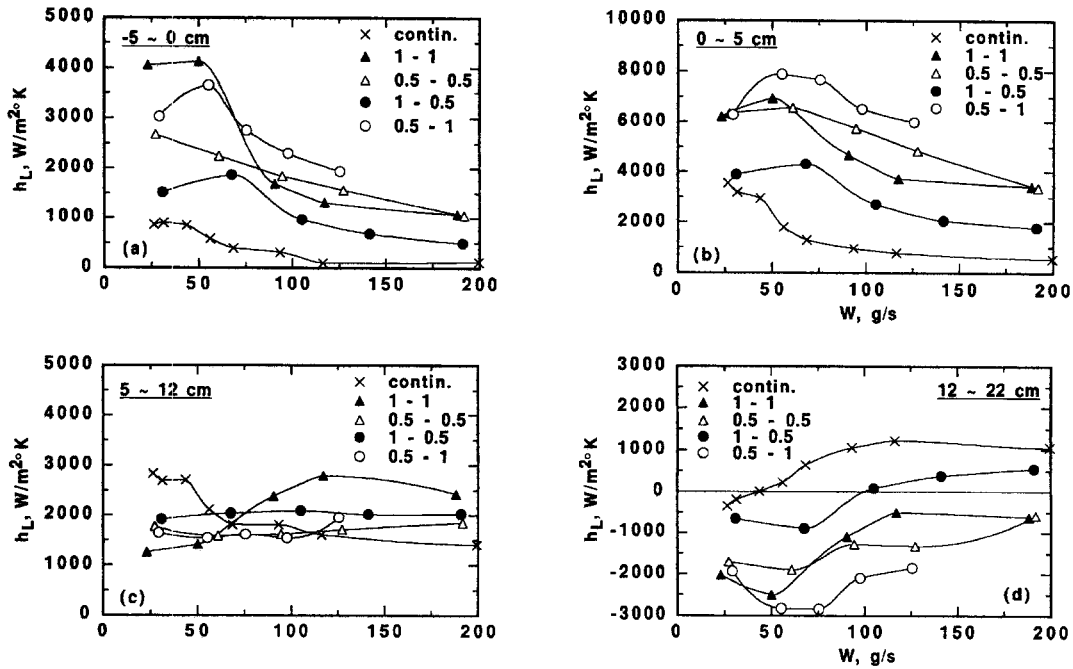 -5 ~ 0 cm
contin.
1 - 1
0.5 - 0.5
1 - 0.5
0.5 - 1
5000
4000
3000
2000
1000
0
h_L, W/m²°K
(a)
0 50 100 150 200
0 ~ 5 cm
contin.
1 - 1
0.5 - 0.5
1 - 0.5
0.5 - 1
10000
8000
6000
4000
2000
0
h_L, W/m²°K
(b)
0 50 100 150 200
W, g/s
5 ~ 12 cm
contin.
1 - 1
0.5 - 0.5
1 - 0.5
0.5 - 1
5000
4000
3000
2000
1000
0
h_L, W/m²°K
(c)
0 50 100 150 200
12 ~ 22 cm
contin.
1 - 1
0.5 - 0.5
1 - 0.5
0.5 - 1
3000
2000
1000
0
-1000
-2000
-3000
h_L, W/m²°K
(d)
0 50 100 150 200
W, g/s